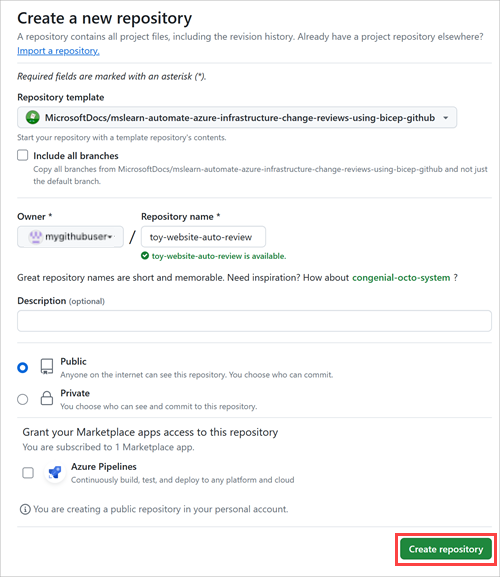 Create a new repository
A repository contains all project files, including the revision history. Already have a project repository elsewhere?
Import a repository.
Required fields are marked with an asterisk (*).
Repository template
MicrosoftDocs/mslearn-automate-azure-infrastructure-change-reviews-using-bicep-github
Start your repository with a template repository's contents.
Include all branches
Copy all branches from MicrosoftDocs/mslearn-automate-azure-infrastructure-change-reviews-using-bicep-github and not just
the default branch.
Owner * Repository name *
mygithubuser / toy-website-auto-review
toy-website-auto-review is available.
Great repository names are short and memorable. Need inspiration? How about congenial-octo-system ?
Description (optional)
Public
Anyone on the internet can see this repository. You choose who can commit.
Private
You choose who can see and commit to this repository.
Grant your Marketplace apps access to this repository
You are subscribed to 1 Marketplace app.
Azure Pipelines
Continuously build, test, and deploy to any platform and cloud
You are creating a public repository in your personal account.
Create repository